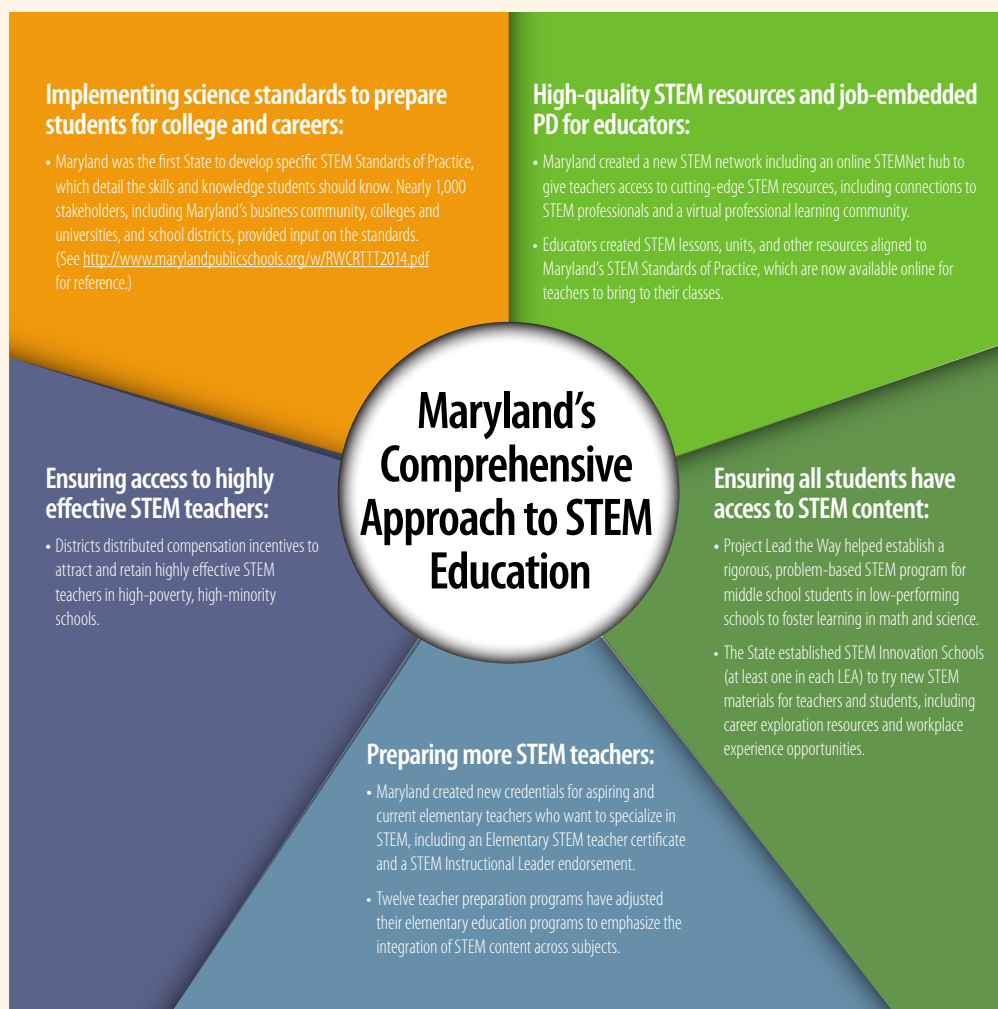 Implementing science standards to prepare
students for college and careers:
• Maryland was the first State to develop specific STEM Standards of Practice,
which detail the skills and knowledge students should know. Nearly 1,000
stakeholders, including Maryland's business community, colleges and
universities, and school districts, provided input on the standards.
(See http://www.marylandpublicschools.org/w/RWCRTTT2014.pdf
for reference.)
High-quality STEM resources and job-embedded
PD for educators:
• Maryland created a new STEM network including an online STEMNet hub to
give teachers access to cutting-edge STEM resources, including connections to
STEM professionals and a virtual professional learning community.
• Educators created STEM lessons, units, and other resources aligned to
Maryland's STEM Standards of Practice, which are now available online for
teachers to bring to their classes.
Maryland's
Comprehensive
Approach to STEM
Education
Ensuring access to highly
effective STEM teachers:
• Districts distributed compensation incentives to
attract and retain highly effective STEM
teachers in high-poverty, high-minority
schools.
Ensuring all students have
access to STEM content:
• Project Lead the Way helped establish a
rigorous, problem-based STEM program for
middle school students in low-performing
schools to foster learning in math and science.
• The State established STEM Innovation Schools
(at least one in each LEA) to try new STEM
materials for teachers and students, including
career exploration resources and workplace
experience opportunities.
Preparing more STEM teachers:
• Maryland created new credentials for aspiring and
current elementary teachers who want to specialize in
STEM, including an Elementary STEM teacher certificate
and a STEM Instructional Leader endorsement.
• Twelve teacher preparation programs have adjusted
their elementary education programs to emphasize the
integration of STEM content across subjects.